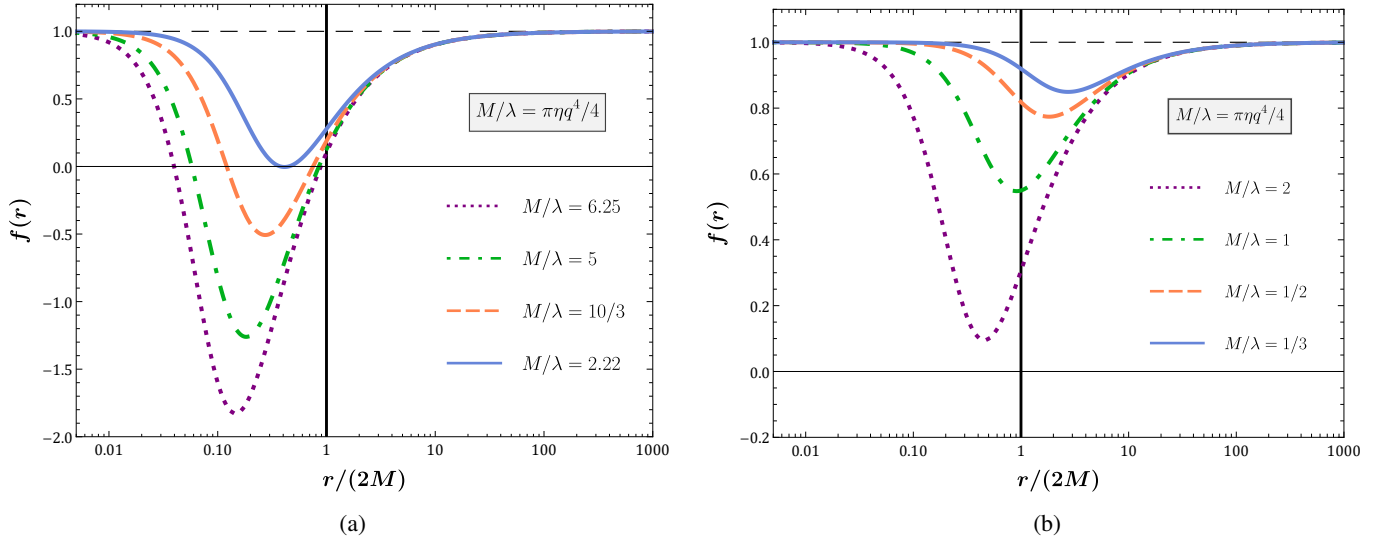 1.0
0.5
0.0
−0.5
−1.0
−1.5
−2.0
f(r)
M/λ = πηq⁴/4
M/λ = 6.25
M/λ = 5
M/λ = 10/3
M/λ = 2.22
0.01 0.10 1 10 100 1000
r/(2M)
(a)
1.0
0.8
0.6
0.4
0.2
0.0
−0.2
f(r)
M/λ = πηq⁴/4
M/λ = 2
M/λ = 1
M/λ = 1/2
M/λ = 1/3
0.01 0.10 1 10 100 1000
r/(2M)
(b)